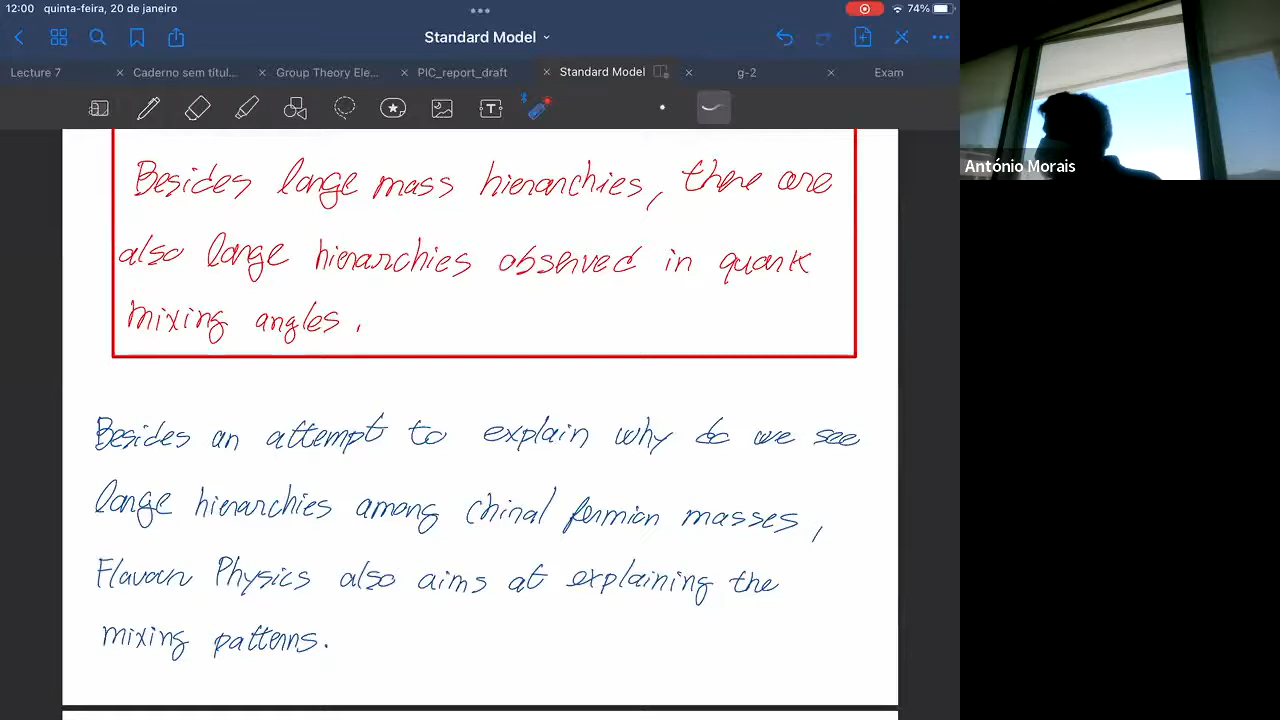 12:00 quinta-feira, 20 de janeiro
74%
Standard Model
Lecture 7
Caderno sem títul...
Group Theory Ele...
PIC_report_draft
Standard Model
g-2
Exam
Besides large mass hierarchies, there are
also large hierarchies observed in quark
mixing angles.
Besides an attempt to explain why do we see
large hierarchies among chiral fermion masses,
Flavour Physics also aims at explaining the
mixing patterns.
António Morais